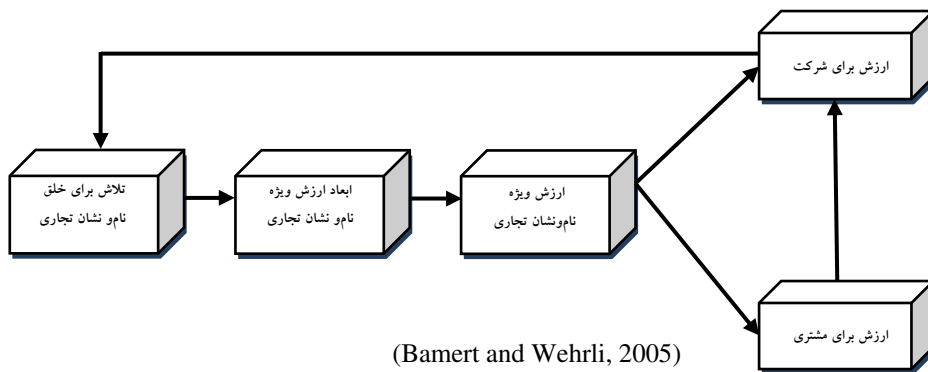 ارزش برای شرکت
تلاش برای خلق
نام‌و نشان تجاری
ابعاد ارزش ویژه
نام‌و نشان تجاری
ارزش ویژه
نام‌ونشان تجاری
ارزش برای مشتری
(Bamert and Wehrli, 2005)